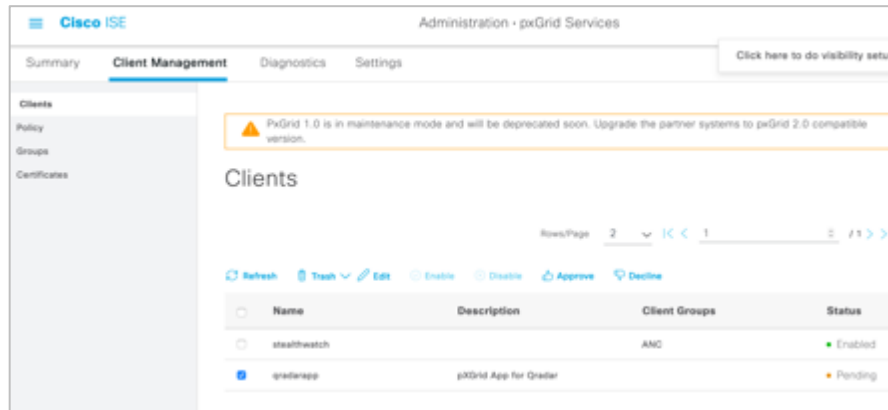 Cisco ISE
Administration · pxGrid Services
Click here to do visibility setu
Summary Client Management Diagnostics Settings
Clients
Policy
Groups
Certificates
PxGrid 1.0 is in maintenance mode and will be deprecated soon. Upgrade the partner systems to pxGrid 2.0 compatible
version.
Clients
Rows/Page 2 1 / 1
Refresh Trash Edit Enable Disable Approve Decline
Name Description Client Groups Status
stealthwatch ANC Enabled
qradarapp pXGrid App for Qradar Pending